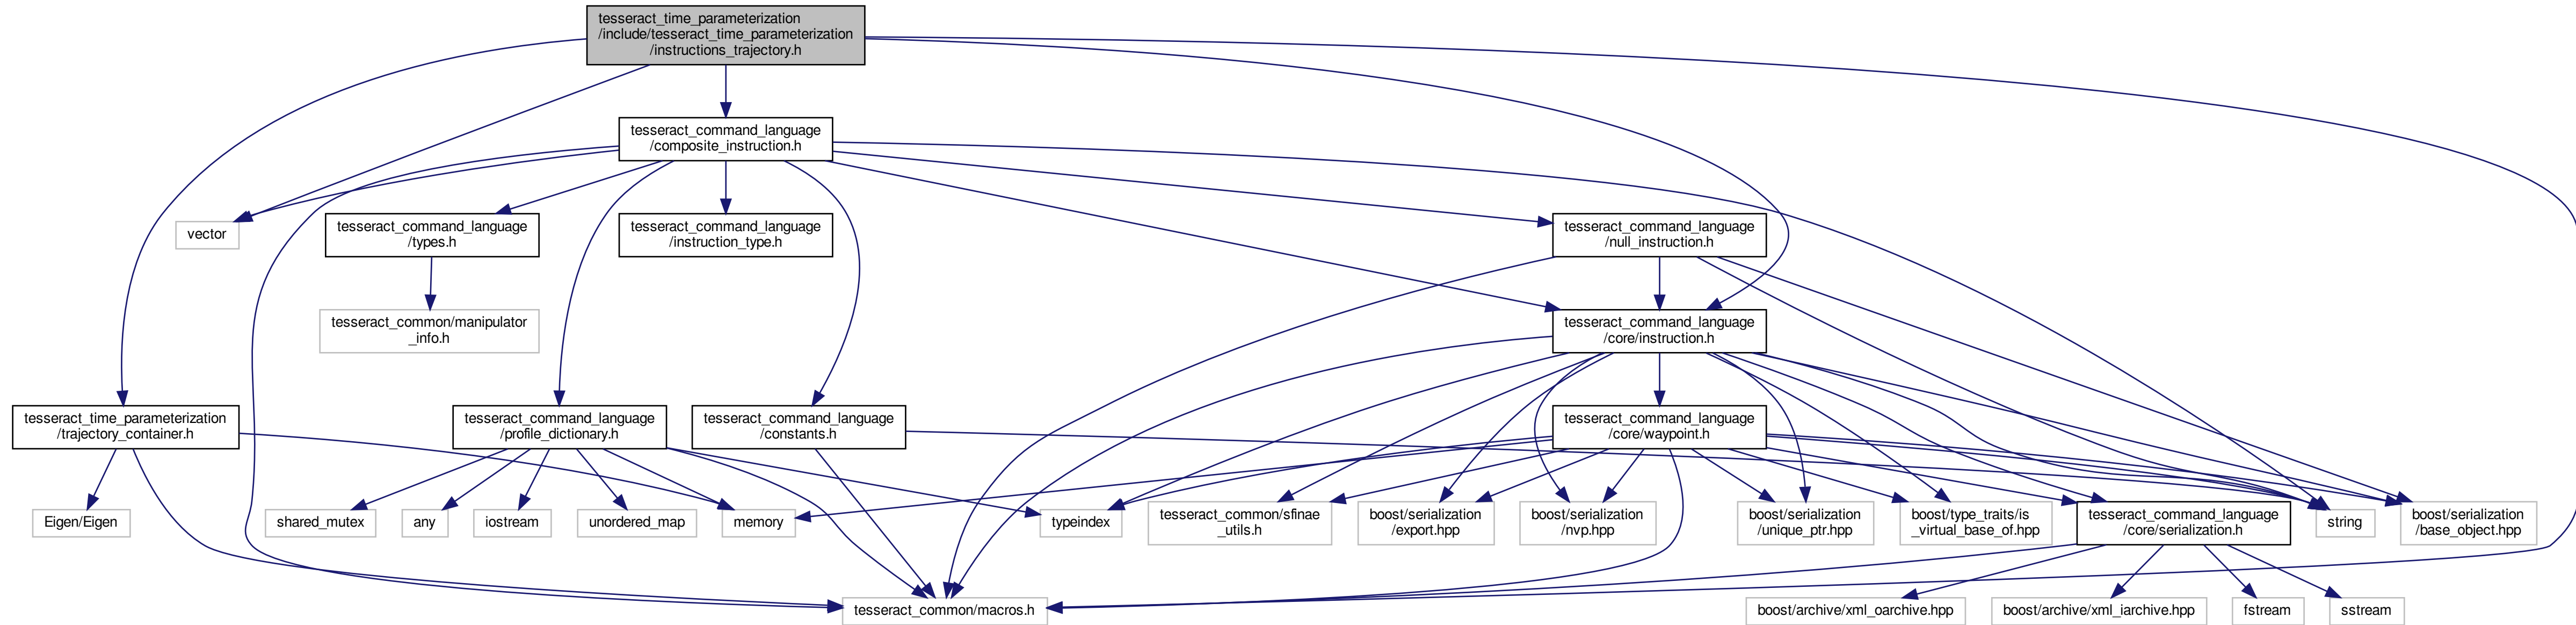 tesseract_time_parameterization
/include/tesseract_time_parameterization
/instructions_trajectory.h
tesseract_command_language
/composite_instruction.h
vector
tesseract_command_language
/types.h
tesseract_command_language
/instruction_type.h
tesseract_command_language
/null_instruction.h
tesseract_common/manipulator
_info.h
tesseract_command_language
/core/instruction.h
tesseract_time_parameterization
/trajectory_container.h
tesseract_command_language
/profile_dictionary.h
tesseract_command_language
/constants.h
tesseract_command_language
/core/waypoint.h
Eigen/Eigen
shared_mutex
any
iostream
unordered_map
memory
typeindex
tesseract_common/sfinae
_utils.h
boost/serialization
/export.hpp
boost/serialization
/nvp.hpp
boost/serialization
/unique_ptr.hpp
boost/type_traits/is
_virtual_base_of.hpp
tesseract_command_language
/core/serialization.h
string
boost/serialization
/base_object.hpp
tesseract_common/macros.h
boost/archive/xml_oarchive.hpp
boost/archive/xml_iarchive.hpp
fstream
sstream